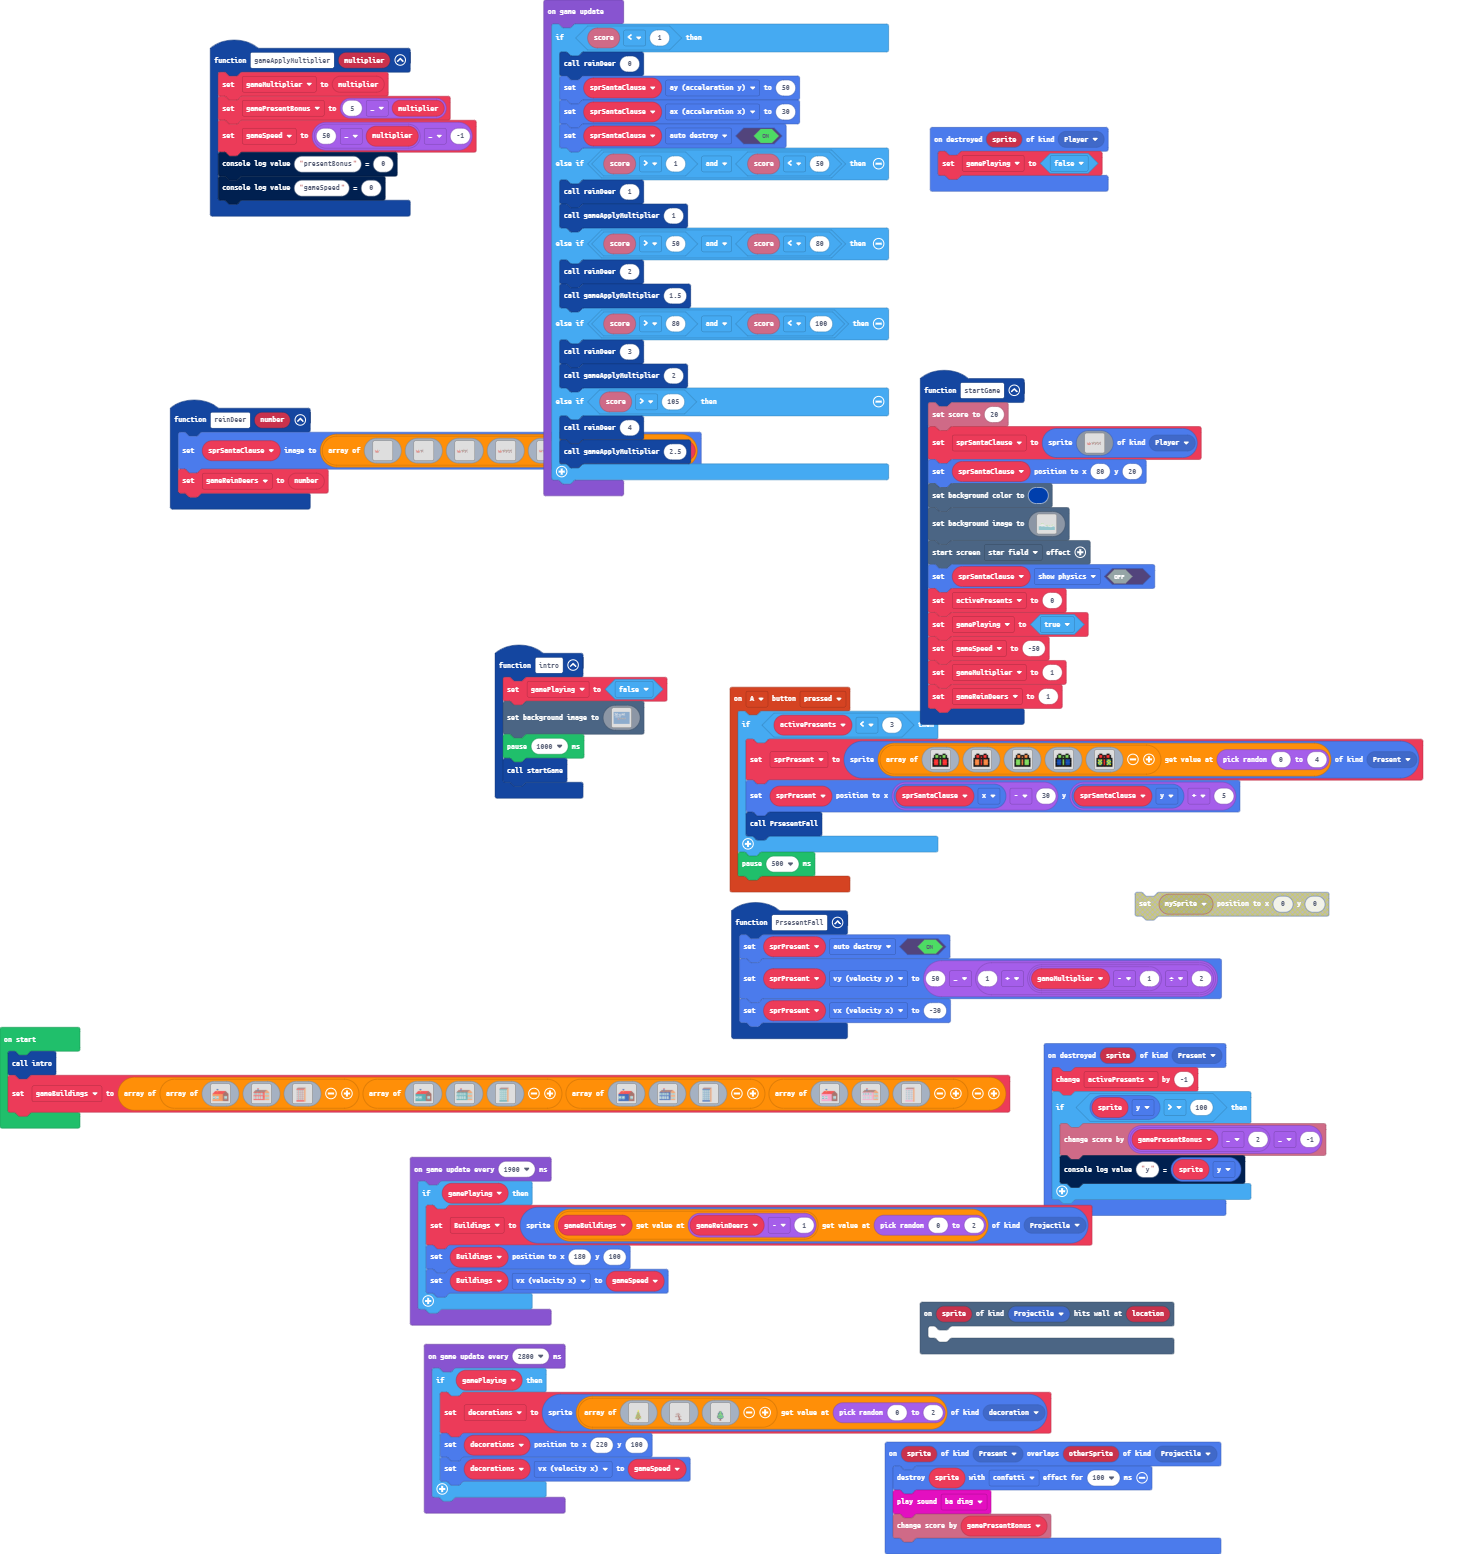 on game update
if score < 1 then
call reinDeer 0
set sprSantaClause ay (acceleration y) to 50
set sprSantaClause ax (acceleration x) to 30
set sprSantaClause auto destroy ON
else if score > 1 and score < 50 then
call reinDeer 1
call gameApplyMultiplier 1
else if score > 50 and score < 80 then
call reinDeer 2
call gameApplyMultiplier 1.5
else if score > 80 and score < 100 then
call reinDeer 3
call gameApplyMultiplier 2
else if score > 105 then
call reinDeer 4
call gameApplyMultiplier 2.5
function gameApplyMultiplier multiplier
set gameMultiplier to multiplier
set gamePresentBonus to 5 multiplier
set gameSpeed to 50 multiplier -1
console log value "presentBonus" = 0
console log value "gameSpeed" = 0
on destroyed sprite of kind Player
set gamePlaying to false
function reinDeer number
set sprSantaClause image to array of
set gameReinDeers to number
function startGame
set score to 20
set sprSantaClause to sprite of kind Player
set sprSantaClause position to x 80 y 20
set background color to
set background image to
start screen star field effect
set sprSantaClause show physics OFF
set activePresents to 0
set gamePlaying to true
set gameSpeed to -50
set gameMultiplier to 1
set gameReinDeers to 1
function intro
set gamePlaying to false
set background image to
pause 1000 ms
call startGame
on A button pressed
if activePresents < 3 then
set sprPresent to sprite array of get value at pick random 0 to 4 of kind Present
set sprPresent position to x sprSantaClause x - 30 y sprSantaClause y + 5
call PrsesentFall
pause 500 ms
set mySprite position to x 0 y 0
function PrsesentFall
set sprPresent auto destroy ON
set sprPresent vy (velocity y) to 50 1 + gameMultiplier - 1 ÷ 2
set sprPresent vx (velocity x) to -30
on start
call intro
set gameBuildings to array of array of array of array of array of
on destroyed sprite of kind Present
change activePresents by -1
if sprite y > 100 then
change score by gamePresentBonus 2 -1
console log value "y" = sprite y
on game update every 1900 ms
if gamePlaying then
set Buildings to sprite gameBuildings get value at gameReinDeers - 1 get value at pick random 0 to 2 of kind Projectile
set Buildings position to x 180 y 100
set Buildings vx (velocity x) to gameSpeed
on sprite of kind Projectile hits wall at location
on game update every 2800 ms
if gamePlaying then
set decorations to sprite array of get value at pick random 0 to 2 of kind decoration
set decorations position to x 220 y 100
set decorations vx (velocity x) to gameSpeed
on sprite of kind Present overlaps otherSprite of kind Projectile
destroy sprite with confetti effect for 100 ms
play sound ba ding
change score by gamePresentBonus